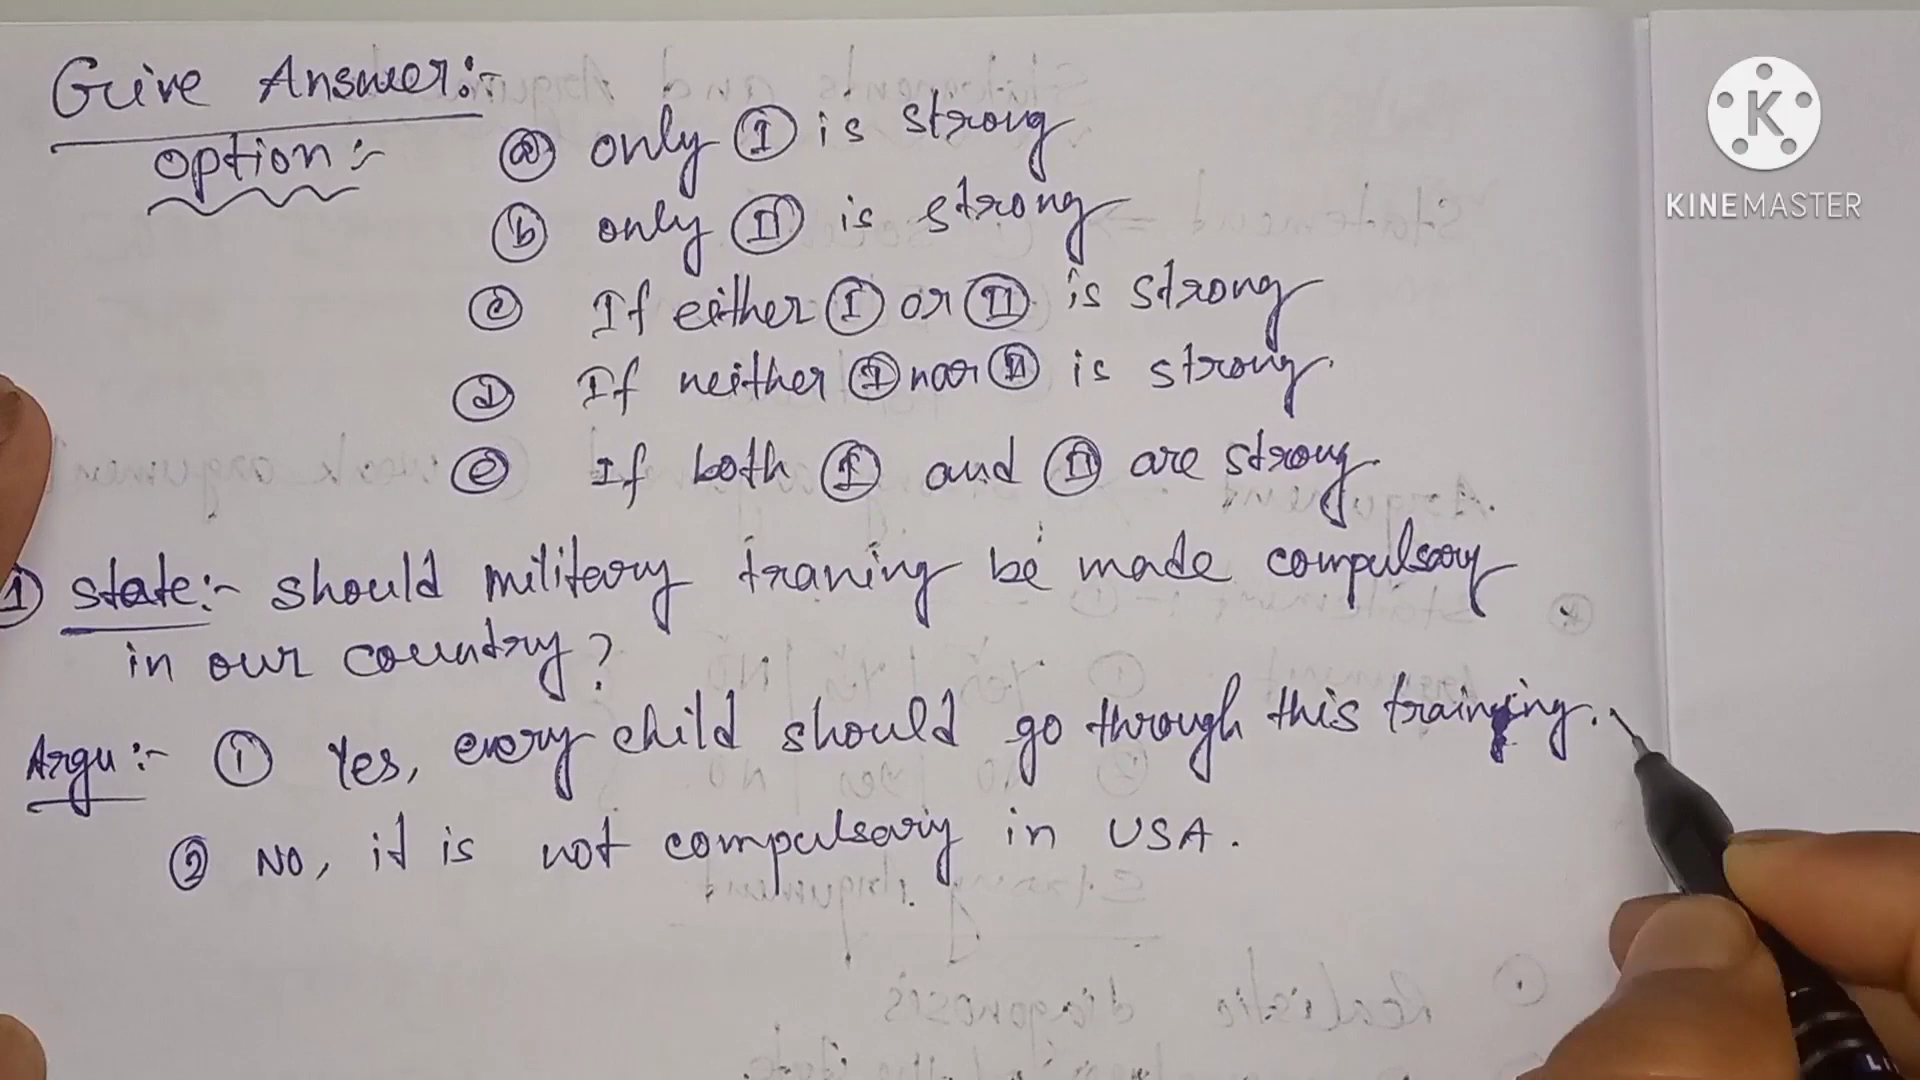 Give Answer:-
option:-
(a) only (I) is strong
(b) only (II) is strong
(c) If either (I) or (II) is strong
(d) If neither (I) nor (II) is strong.
(e) If both (I) and (II) are strong
(1) state:- should military traning be made compulsory
in our country?
Argu:- (1) Yes, every child should go through this training.
(2) No, it is not compulsory in USA.
K
KINEMASTER